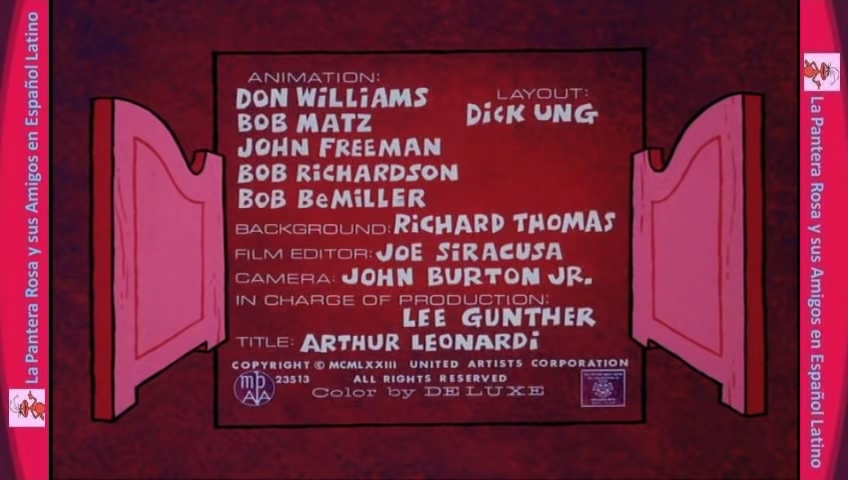 La Pantera Rosa y sus Amigos en Español Latino
ANIMATION:
DON WiLLiAMS
BOB MATZ
JOHN FREEMAN
BOB RiCHARDSON
BOB BeMiLLER
LAYOUT:
DiCK UNG
BACKGROUND: RiCHARD THOMAS
FILM EDITOR: JOE SiRACUSA
CAMERA: JOHN BURTON JR.
IN CHARGE OF PRODUCTION:
LEE GUNTHER
TITLE: ARTHUR LEONARDi
COPYRIGHT © MCMLXXIII UNITED ARTISTS CORPORATION
23513 ALL RIGHTS RESERVED
Color by DE LUXE
La Pantera Rosa y sus Amigos en Español Latino